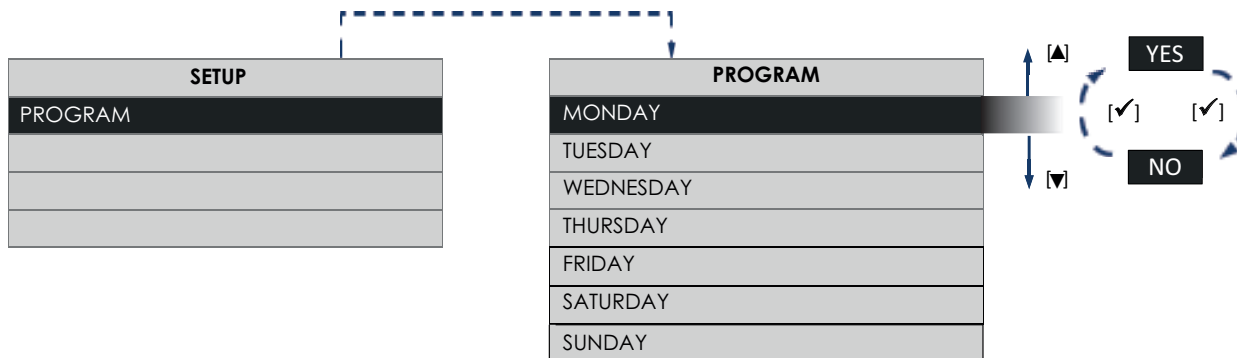 SETUP
PROGRAM
PROGRAM
MONDAY
TUESDAY
WEDNESDAY
THURSDAY
FRIDAY
SATURDAY
SUNDAY
[▲]
YES
[✓] [✓]
NO
[▼]